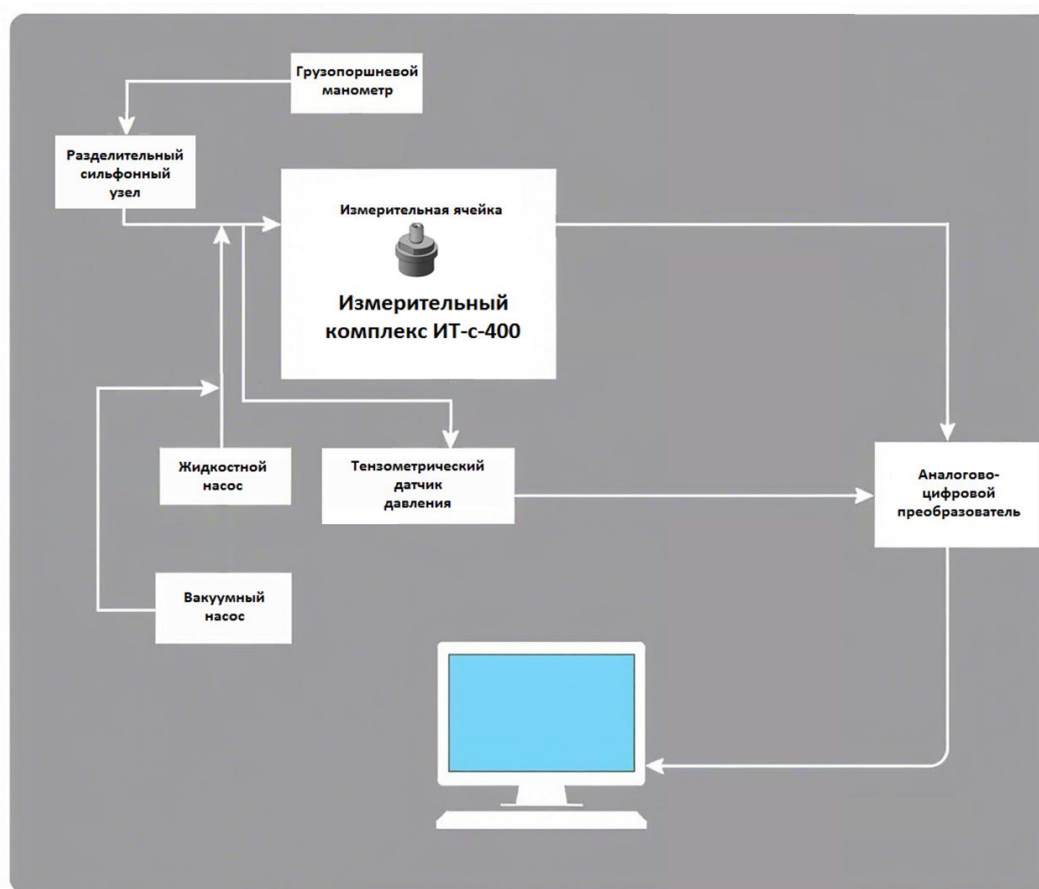 Грузопоршневой
манометр
Разделительный
сильфонный
узел
Измерительная ячейка
Измерительный
комплекс ИТ-с-400
Жидкостной
насос
Тензометрический
датчик
давления
Аналогово-
цифровой
преобразователь
Вакуумный
насос